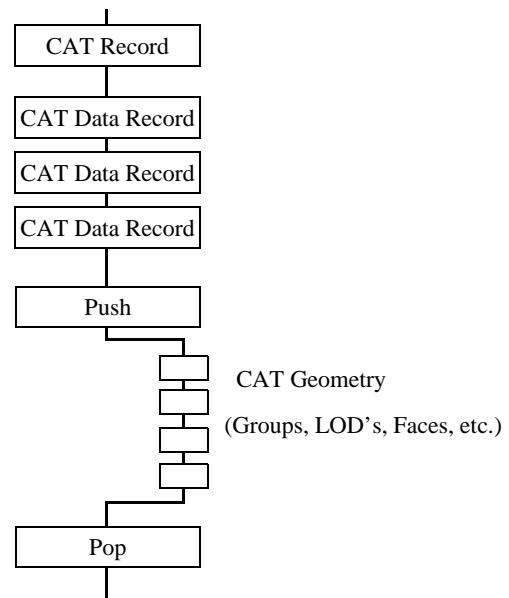 CAT Record
CAT Data Record
CAT Data Record
CAT Data Record
Push
CAT Geometry
(Groups, LOD's, Faces, etc.)
Pop